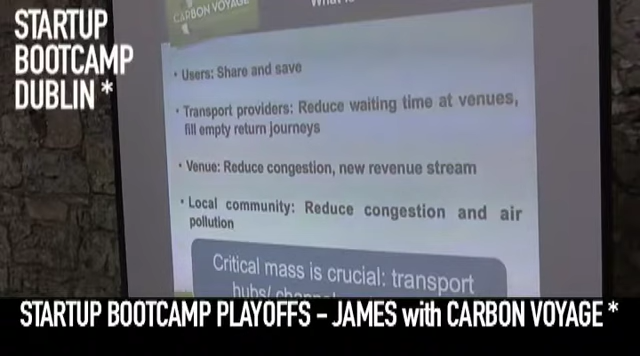 STARTUP
BOOTCAMP
DUBLIN *
CARBON VOYAGE
• Users: Share and save
• Transport providers: Reduce waiting time at venues,
fill empty return journeys
• Venue: Reduce congestion, new revenue stream
• Local community: Reduce congestion and air
pollution
Critical mass is crucial: transport
hubs/
STARTUP BOOTCAMP PLAYOFFS – JAMES with CARBON VOYAGE *